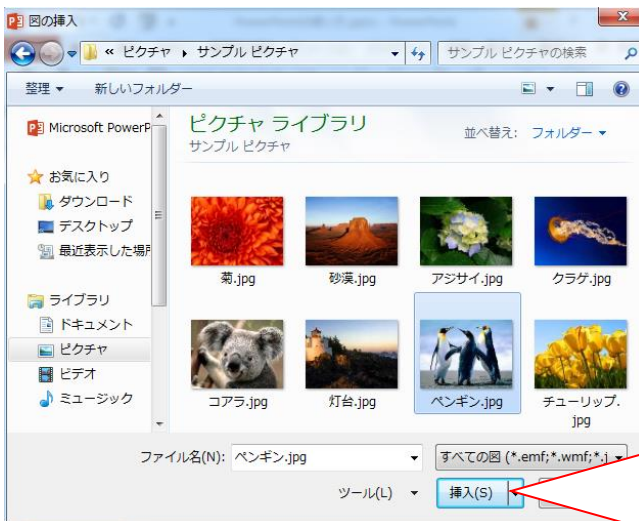 図の挿入
« ピクチャ ▸ サンプル ピクチャ
サンプル ピクチャの検索
整理 ▼ 新しいフォルダー
Microsoft PowerP
お気に入り
ダウンロード
デスクトップ
最近表示した場所
ライブラリ
ドキュメント
ピクチャ
ビデオ
ミュージック
ピクチャ ライブラリ
サンプル ピクチャ
並べ替え: フォルダー ▼
菊.jpg
砂漠.jpg
アジサイ.jpg
クラゲ.jpg
コアラ.jpg
灯台.jpg
ペンギン.jpg
チューリップ.
jpg
ファイル名(N): ペンギン.jpg
すべての図 (*.emf;*.wmf;*.j
ツール(L) ▼
挿入(S)